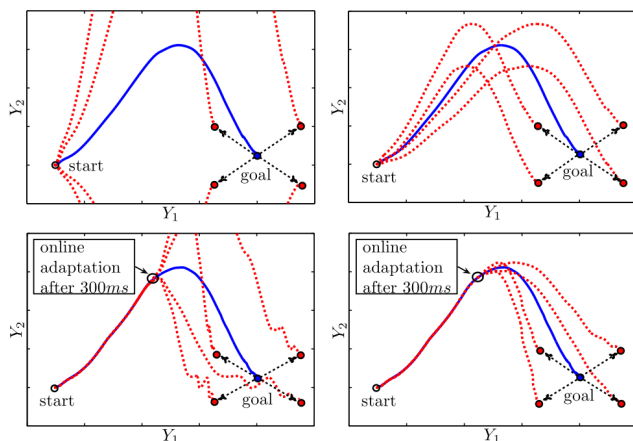 Y2
start
goal
Y1
Y2
start
goal
Y1
online
adaptation
after 300ms
Y2
start
goal
Y1
online
adaptation
after 300ms
Y2
start
goal
Y1